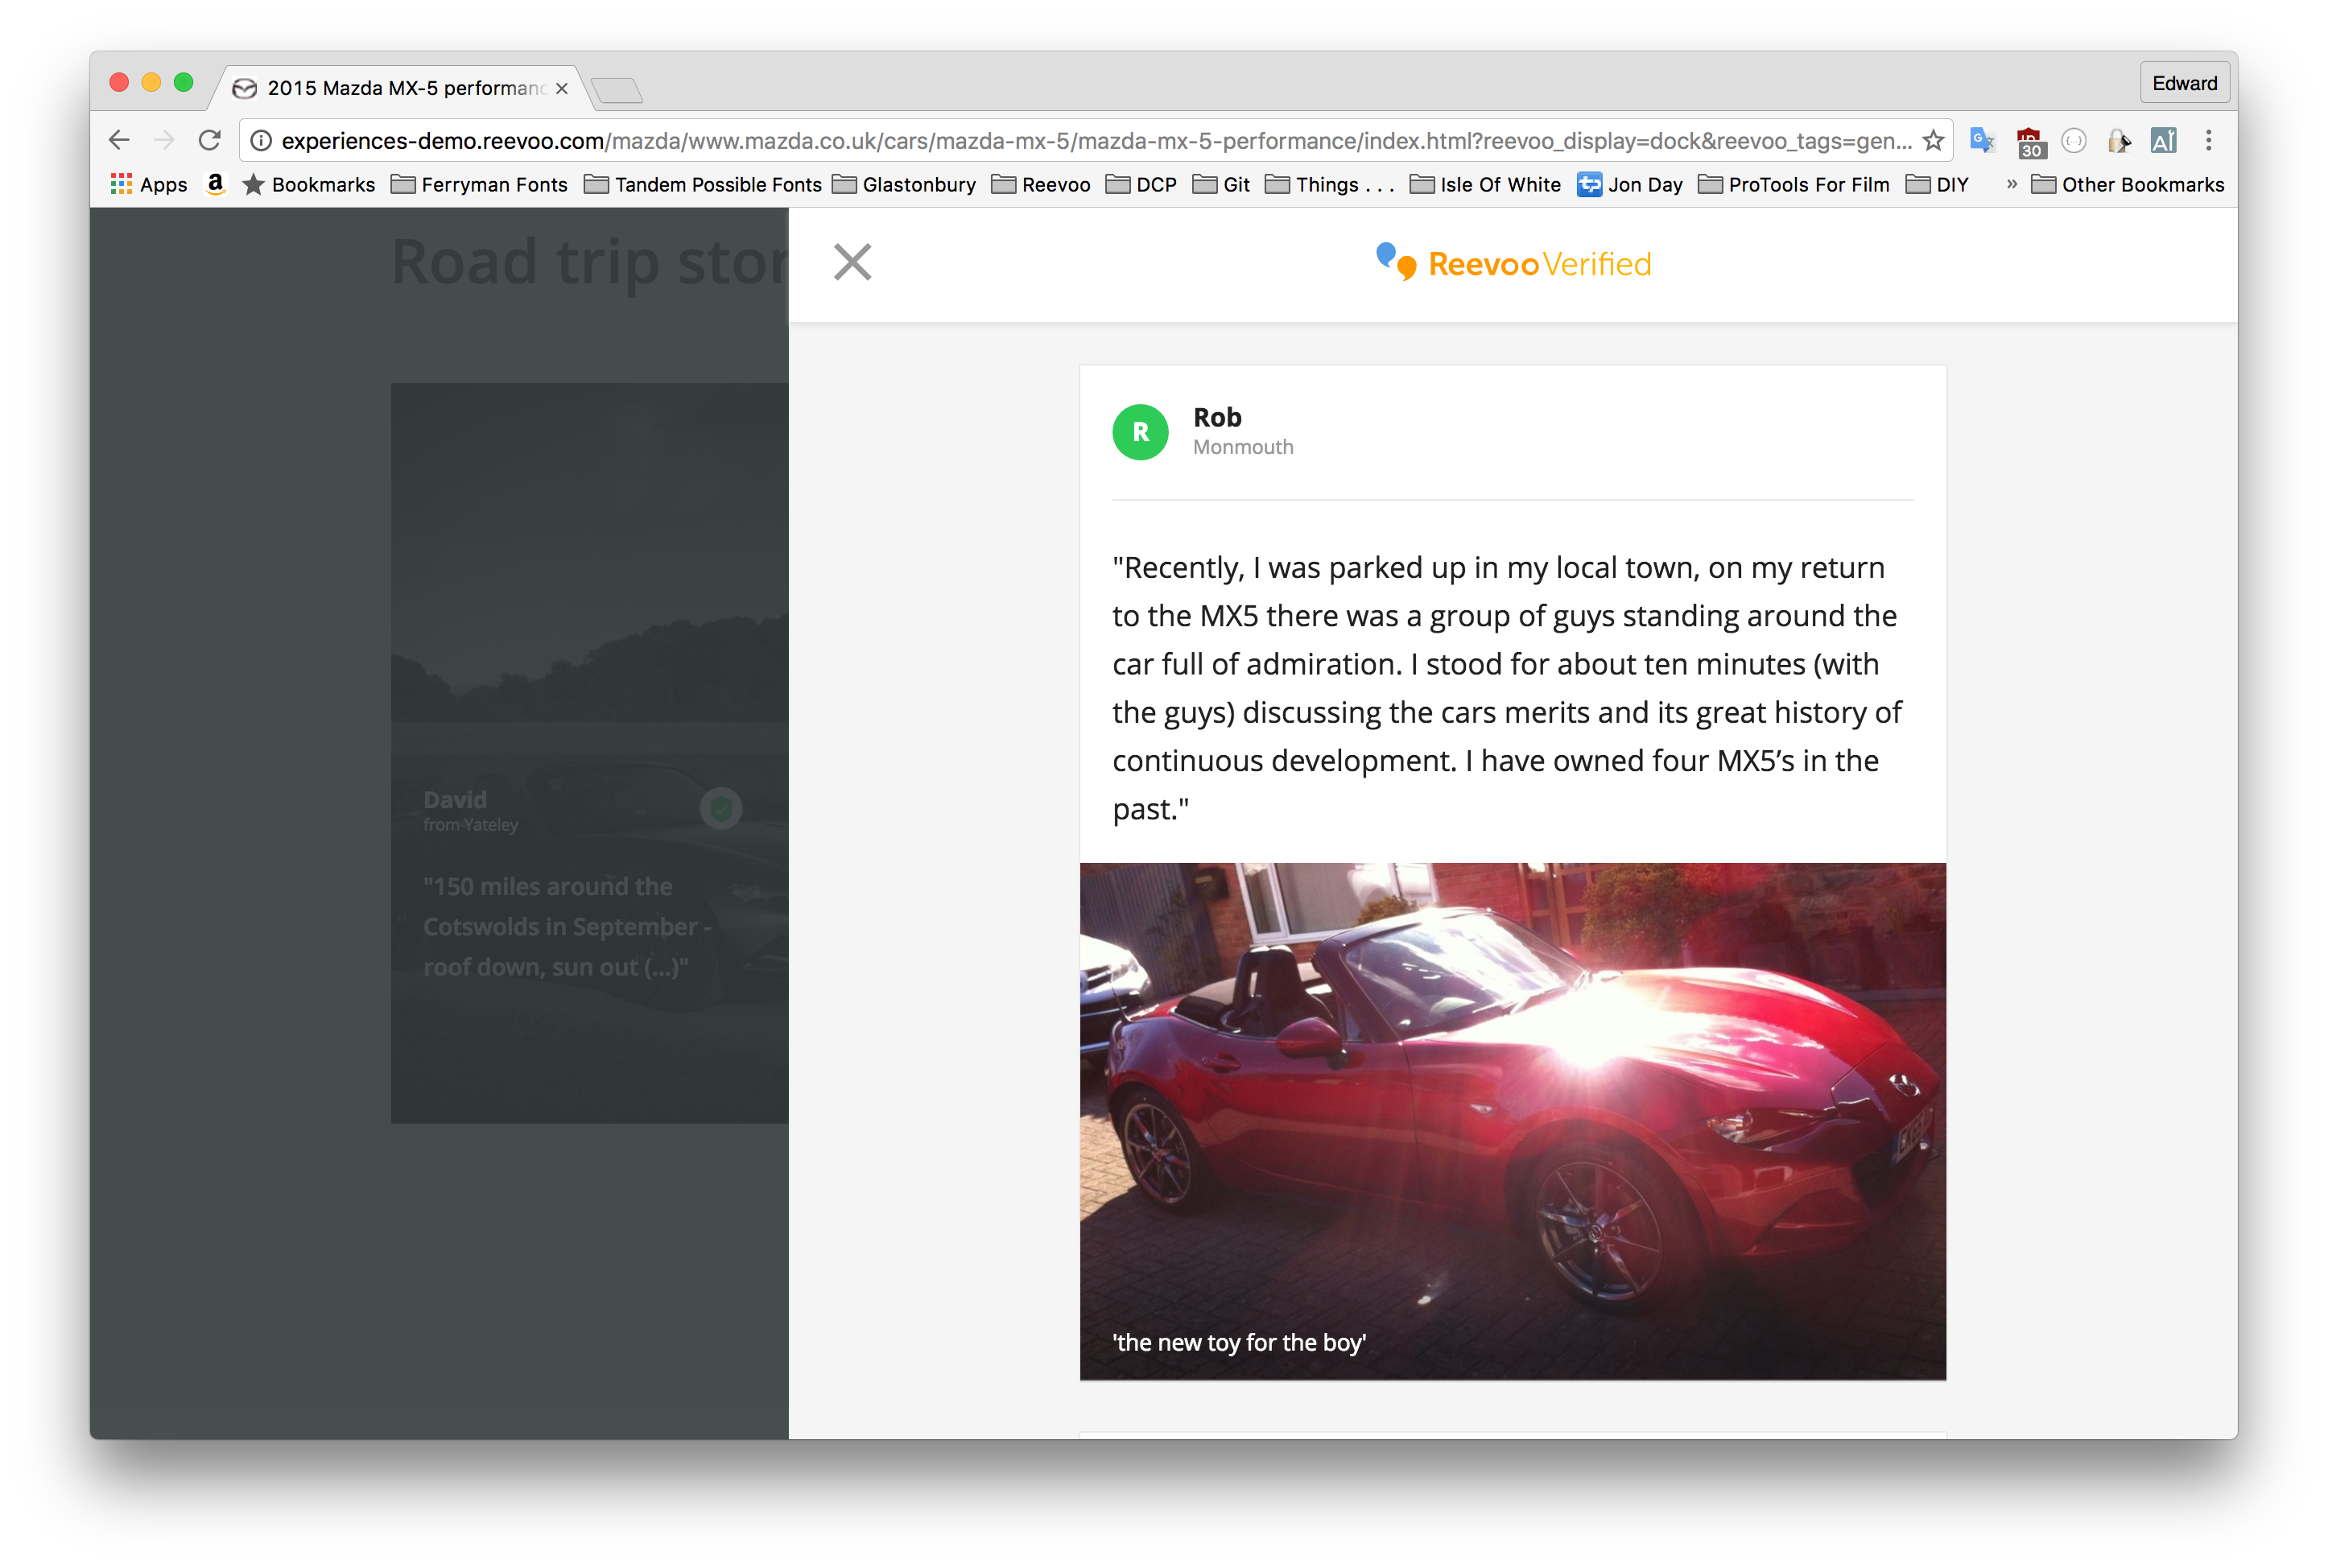 2015 Mazda MX-5 performanc
Edward
experiences-demo.reevoo.com/mazda/www.mazda.co.uk/cars/mazda-mx-5/mazda-mx-5-performance/index.html?reevoo_display=dock&reevoo_tags=gen...
30
Apps
Bookmarks
Ferryman Fonts
Tandem Possible Fonts
Glastonbury
Reevoo
DCP
Git
Things . . .
Isle Of White
Jon Day
ProTools For Film
DIY
»
Other Bookmarks
Road trip stor
David
from Yateley
"150 miles around the
Cotswolds in September -
roof down, sun out (...)"
Reevoo Verified
R
Rob
Monmouth
"Recently, I was parked up in my local town, on my return
to the MX5 there was a group of guys standing around the
car full of admiration. I stood for about ten minutes (with
the guys) discussing the cars merits and its great history of
continuous development. I have owned four MX5’s in the
past."
'the new toy for the boy'